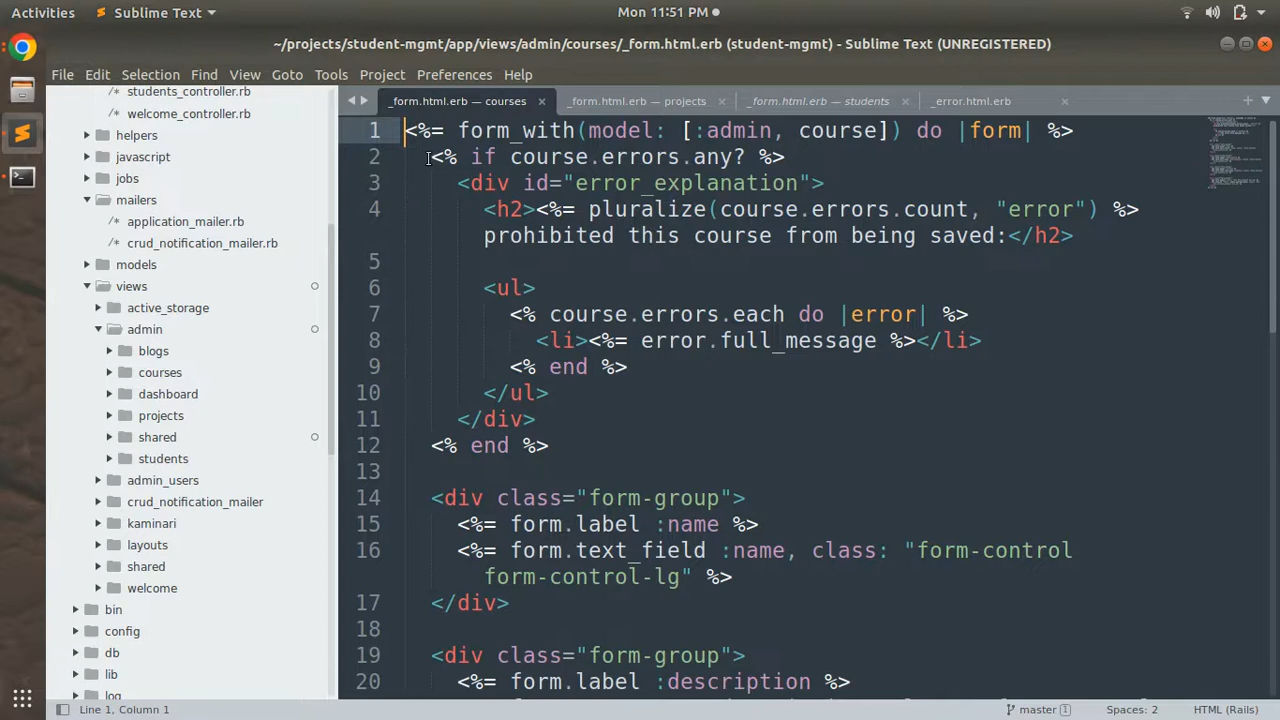 Activities Sublime Text Mon 11:51 PM
~/projects/student-mgmt/app/views/admin/courses/_form.html.erb (student-mgmt) - Sublime Text (UNREGISTERED)
File Edit Selection Find View Goto Tools Project Preferences Help
students_controller.rb
welcome_controller.rb
helpers
javascript
jobs
mailers
application_mailer.rb
crud_notification_mailer.rb
models
views
active_storage
admin
blogs
courses
dashboard
projects
shared
students
admin_users
crud_notification_mailer
kaminari
layouts
shared
welcome
bin
config
db
lib
log
_form.html.erb — courses × _form.html.erb — projects × _form.html.erb — students × _error.html.erb ×
1 <%= form_with(model: [:admin, course]) do |form| %>
2 <% if course.errors.any? %>
3 <div id="error_explanation">
4 <h2><%= pluralize(course.errors.count, "error") %>
prohibited this course from being saved:</h2>
5
6 <ul>
7 <% course.errors.each do |error| %>
8 <li><%= error.full_message %></li>
9 <% end %>
10 </ul>
11 </div>
12 <% end %>
13
14 <div class="form-group">
15 <%= form.label :name %>
16 <%= form.text_field :name, class: "form-control
form-control-lg" %>
17 </div>
18
19 <div class="form-group">
20 <%= form.label :description %>
Line 1, Column 1 master 1 Spaces: 2 HTML (Rails)